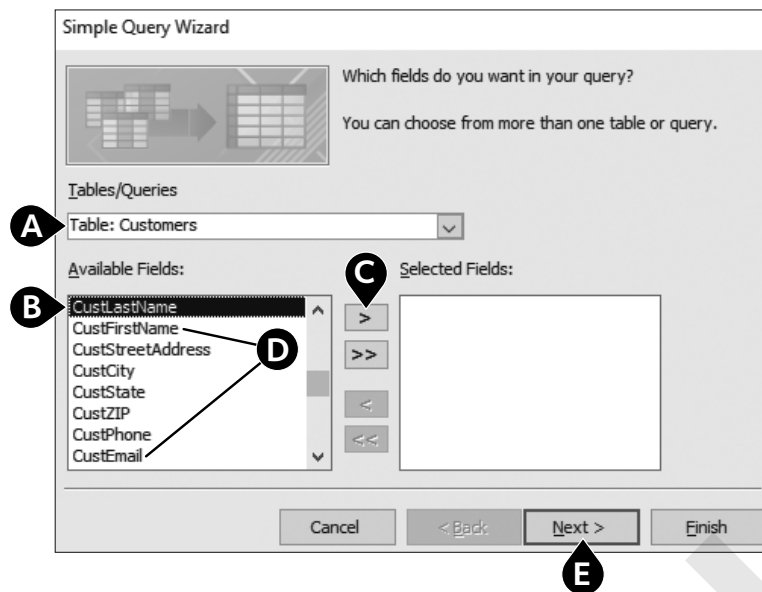 Simple Query Wizard
Which fields do you want in your query?
You can choose from more than one table or query.
Tables/Queries
A
Table: Customers
Available Fields:
C
Selected Fields:
B
CustLastName
CustFirstName
CustStreetAddress
CustCity
CustState
CustZIP
CustPhone
CustEmail
D
>
>>
<
<<
Cancel
< Back
Next >
Finish
E